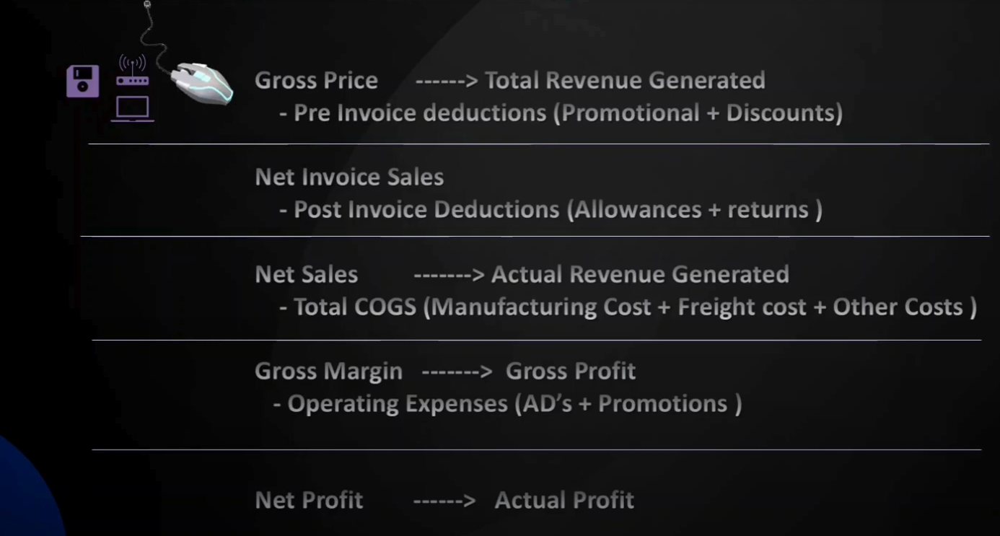 Gross Price ------> Total Revenue Generated
- Pre Invoice deductions (Promotional + Discounts)
Net Invoice Sales
- Post Invoice Deductions (Allowances + returns )
Net Sales -------> Actual Revenue Generated
- Total COGS (Manufacturing Cost + Freight cost + Other Costs )
Gross Margin -------> Gross Profit
- Operating Expenses (AD’s + Promotions )
Net Profit ------> Actual Profit